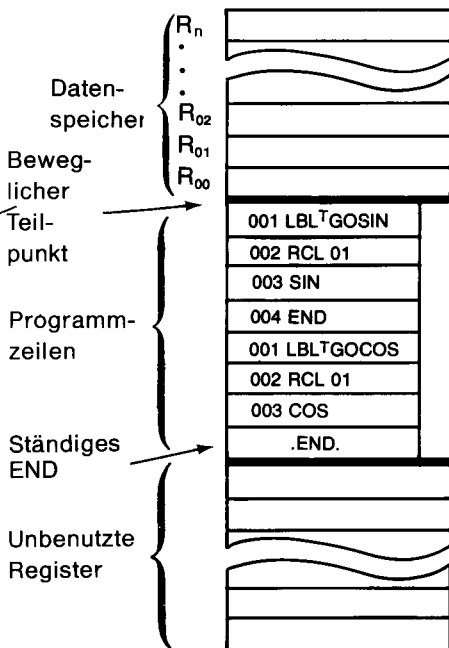 Rn
.
.
.
Daten-
speicher
R02
R01
R00
Beweg-
licher
Teil-
punkt
001 LBLᵀGOSIN
002 RCL 01
003 SIN
Programm-
zeilen
004 END
001 LBLᵀGOCOS
002 RCL 01
003 COS
Ständiges
END
.END.
Unbenutzte
Register